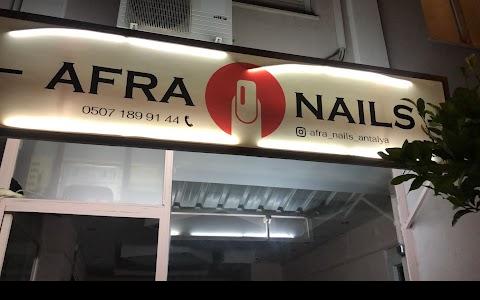 AFRA NAILS
0507 189 91 44
afra_nails_antalya